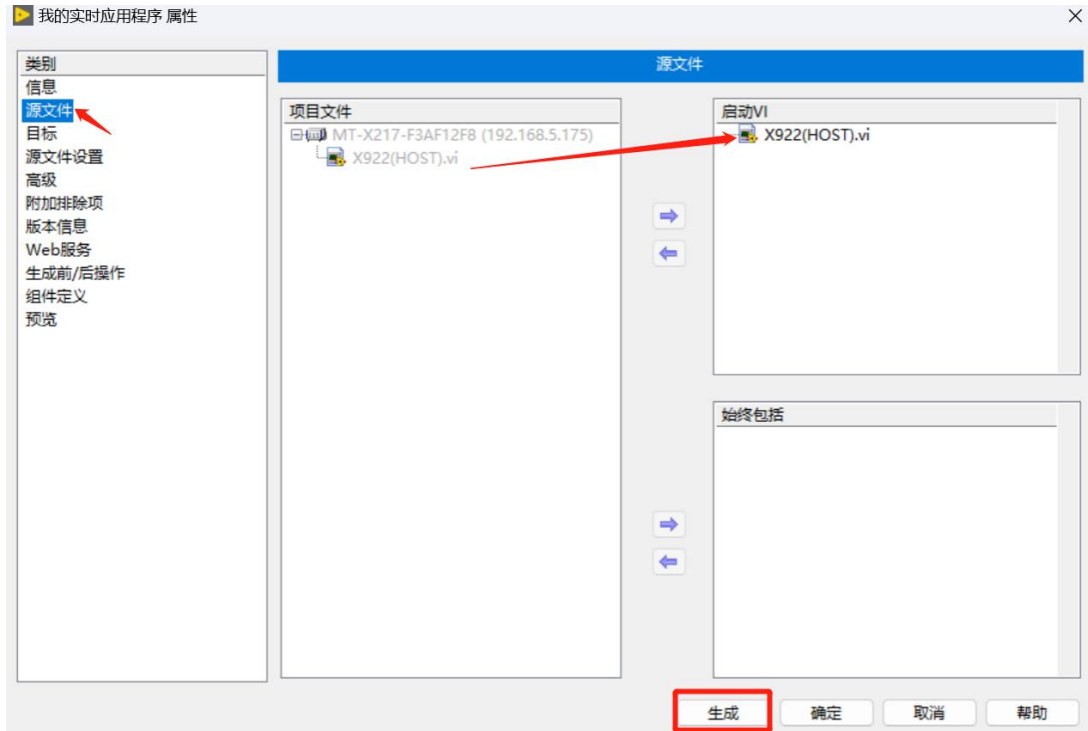 我的实时应用程序 属性
类别
信息
源文件
目标
源文件设置
高级
附加排除项
版本信息
Web服务
生成前/后操作
组件定义
预览
源文件
项目文件
MT-X217-F3AF12F8 (192.168.5.175)
X922(HOST).vi
启动VI
X922(HOST).vi
始终包括
生成
确定
取消
帮助